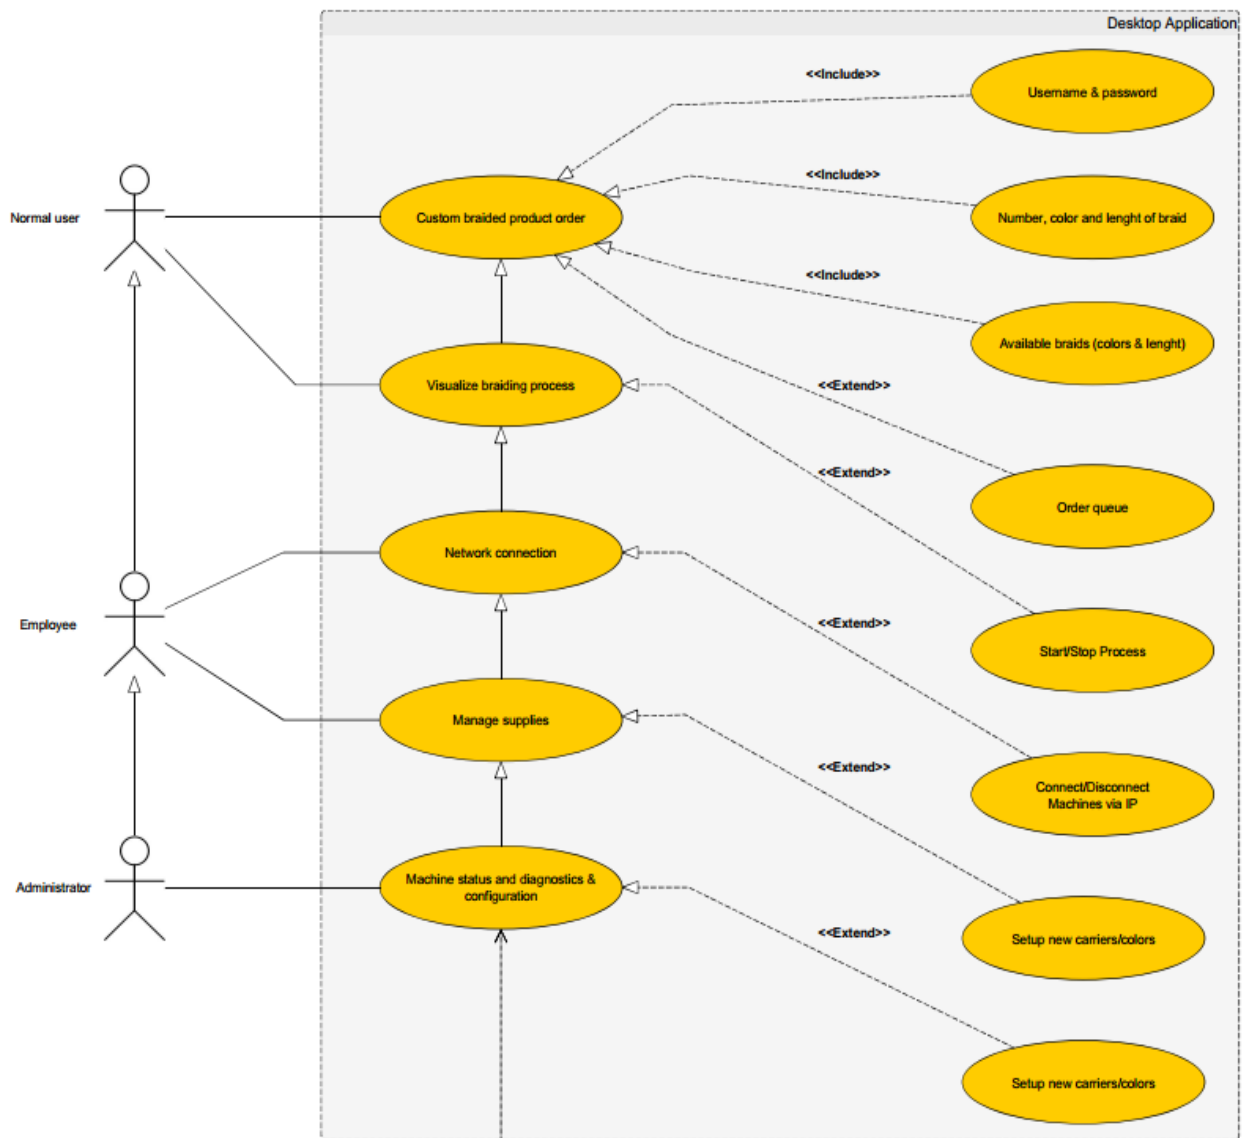 Desktop Application
<<Include>>
Username & password
<<Include>>
Normal user
Custom braided product order
Number, color and lenght of braid
<<Include>>
Available braids (colors & lenght)
Visualize braiding process
<<Extend>>
<<Extend>>
Order queue
Network connection
Employee
<<Extend>>
Start/Stop Process
Manage supplies
<<Extend>>
Connect/Disconnect
Machines via IP
Administrator
Machine status and diagnostics &
configuration
<<Extend>>
Setup new carriers/colors
Setup new carriers/colors